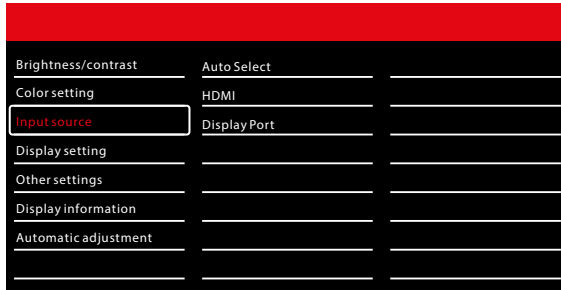 Brightness/contrast
Color setting
Input source
Display setting
Other settings
Display information
Automatic adjustment
Auto Select
HDMI
Display Port